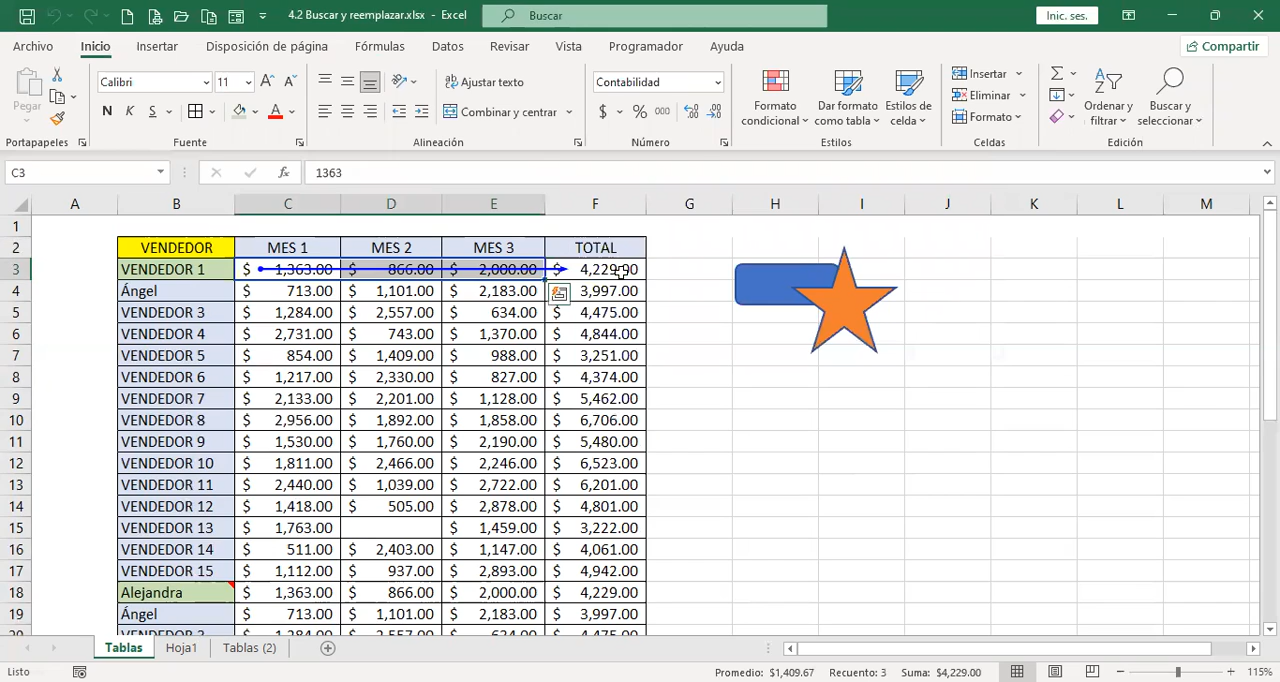 4.2 Buscar y reemplazar.xlsx - Excel
Buscar
Inic. ses.
Archivo Inicio Insertar Disposición de página Fórmulas Datos Revisar Vista Programador Ayuda
Compartir
Pegar
Calibri 11
N K S
Ajustar texto
Combinar y centrar
Contabilidad
$ % 000
Formato condicional
Dar formato como tabla
Estilos de celda
Insertar
Eliminar
Formato
Ordenar y filtrar
Buscar y seleccionar
Portapapeles Fuente Alineación Número Estilos Celdas Edición
C3 fx 1363
A B C D E F G H I J K L M
1
2 VENDEDOR MES 1 MES 2 MES 3 TOTAL
3 VENDEDOR 1 $ 1,363.00 $ 866.00 $ 2,000.00 $ 4,229.00
4 Ángel $ 713.00 $ 1,101.00 $ 2,183.00 3,997.00
5 VENDEDOR 3 $ 1,284.00 $ 2,557.00 $ 634.00 $ 4,475.00
6 VENDEDOR 4 $ 2,731.00 $ 743.00 $ 1,370.00 $ 4,844.00
7 VENDEDOR 5 $ 854.00 $ 1,409.00 $ 988.00 $ 3,251.00
8 VENDEDOR 6 $ 1,217.00 $ 2,330.00 $ 827.00 $ 4,374.00
9 VENDEDOR 7 $ 2,133.00 $ 2,201.00 $ 1,128.00 $ 5,462.00
10 VENDEDOR 8 $ 2,956.00 $ 1,892.00 $ 1,858.00 $ 6,706.00
11 VENDEDOR 9 $ 1,530.00 $ 1,760.00 $ 2,190.00 $ 5,480.00
12 VENDEDOR 10 $ 1,811.00 $ 2,466.00 $ 2,246.00 $ 6,523.00
13 VENDEDOR 11 $ 2,440.00 $ 1,039.00 $ 2,722.00 $ 6,201.00
14 VENDEDOR 12 $ 1,418.00 $ 505.00 $ 2,878.00 $ 4,801.00
15 VENDEDOR 13 $ 1,763.00 $ 1,459.00 $ 3,222.00
16 VENDEDOR 14 $ 511.00 $ 2,403.00 $ 1,147.00 $ 4,061.00
17 VENDEDOR 15 $ 1,112.00 $ 937.00 $ 2,893.00 $ 4,942.00
18 Alejandra $ 1,363.00 $ 866.00 $ 2,000.00 $ 4,229.00
19 Ángel $ 713.00 $ 1,101.00 $ 2,183.00 $ 3,997.00
20 VENDEDOR 3 $ 1,284.00 $ 2,557.00 $ 634.00 $ 4,475.00
Tablas Hoja1 Tablas (2)
Listo Promedio: $1,409.67 Recuento: 3 Suma: $4,229.00 115%